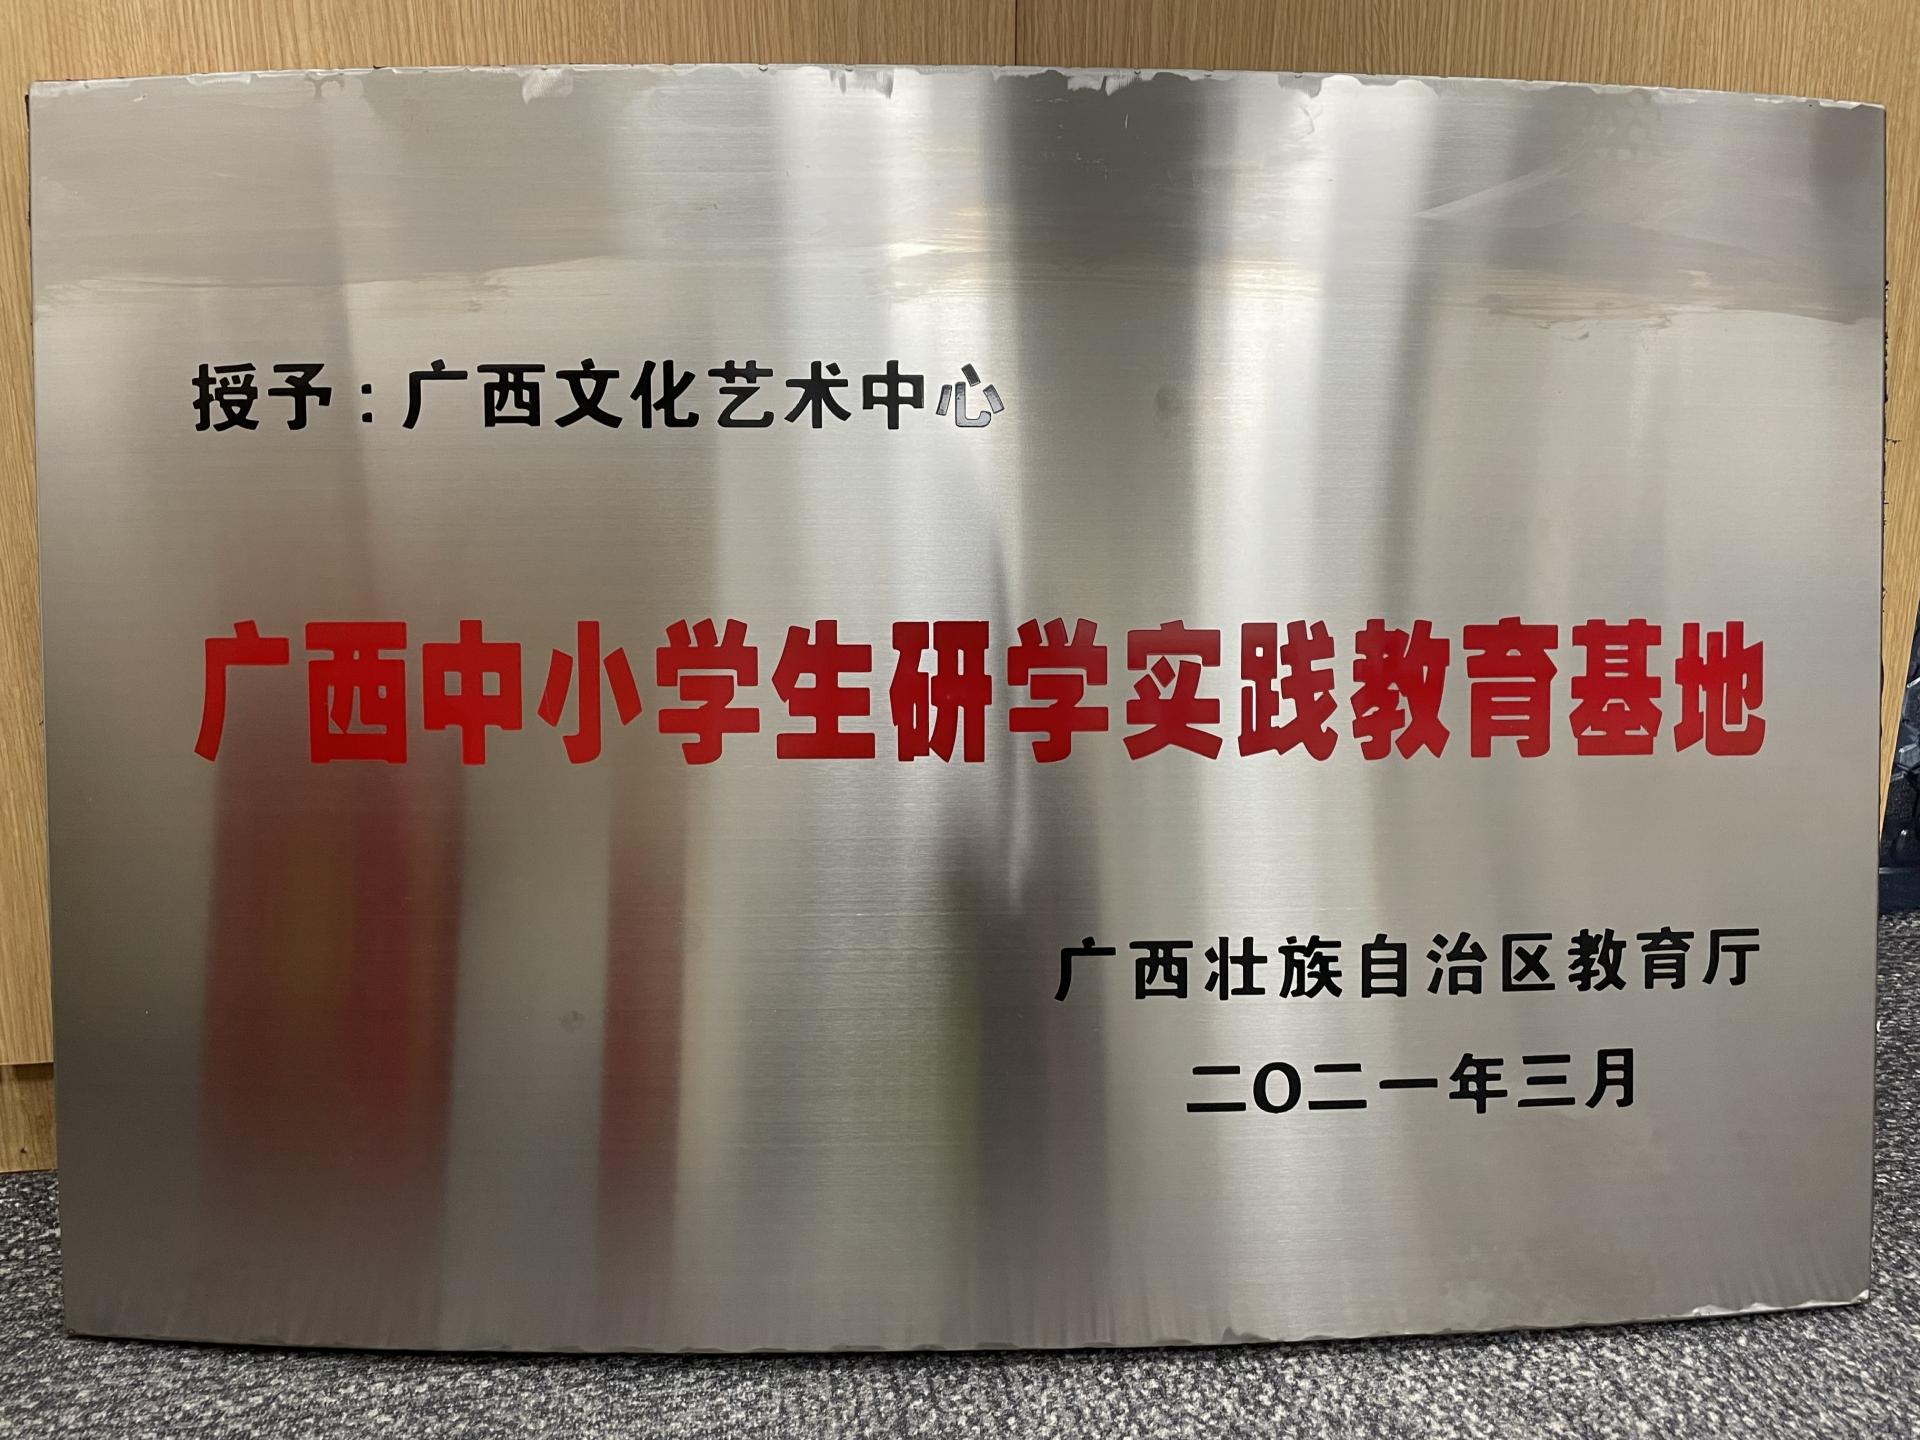 授予：广西文化艺术中心
广西中小学生研学实践教育基地
广西壮族自治区教育厅
二〇二一年三月